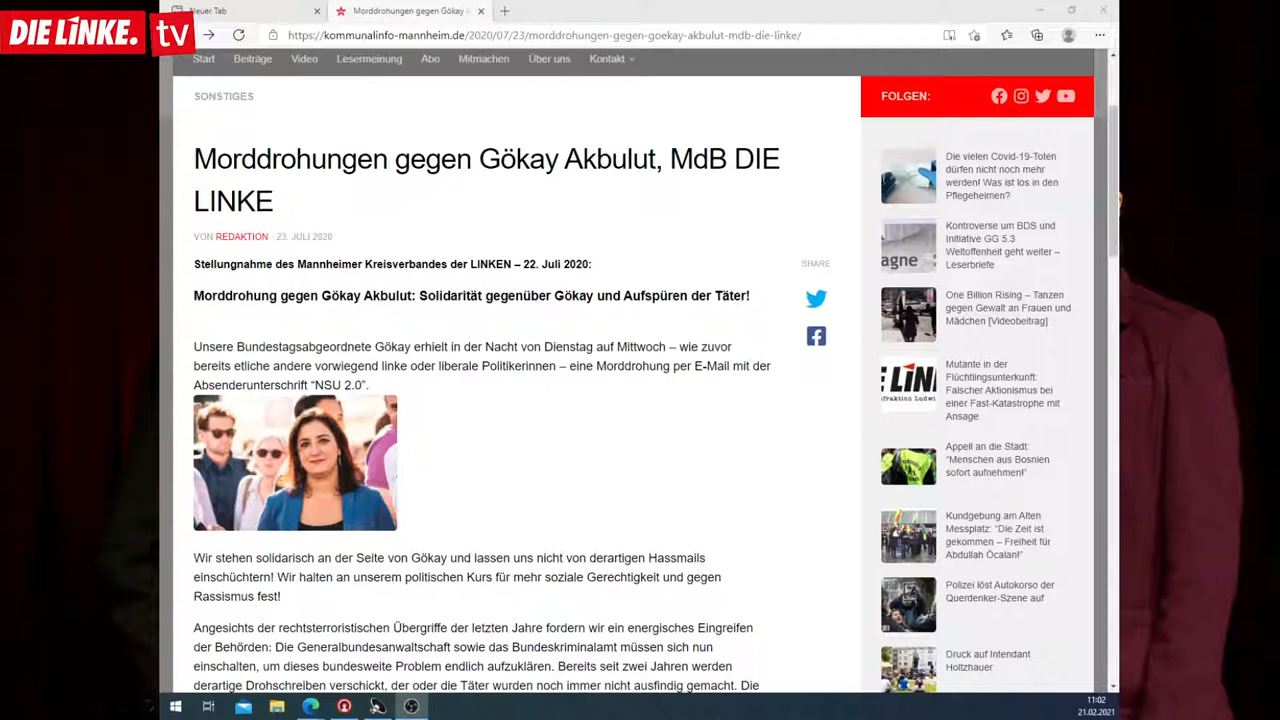 DIE LINKE. tv
Neuer Tab
Morddrohungen gegen Gökay A
https://kommunalinfo-mannheim.de/2020/07/23/morddrohungen-gegen-goekay-akbulut-mdb-die-linke/
Start Beiträge Video Lesermeinung Abo Mitmachen Über uns Kontakt
SONSTIGES
Morddrohungen gegen Gökay Akbulut, MdB DIE
LINKE
VON REDAKTION · 23. JULI 2020
Stellungnahme des Mannheimer Kreisverbandes der LINKEN – 22. Juli 2020:
Morddrohung gegen Gökay Akbulut: Solidarität gegenüber Gökay und Aufspüren der Täter!
Unsere Bundestagsabgeordnete Gökay erhielt in der Nacht von Dienstag auf Mittwoch – wie zuvor
bereits etliche andere vorwiegend linke oder liberale Politikerinnen – eine Morddrohung per E-Mail mit der
Absenderunterschrift “NSU 2.0”.
Wir stehen solidarisch an der Seite von Gökay und lassen uns nicht von derartigen Hassmails
einschüchtern! Wir halten an unserem politischen Kurs für mehr soziale Gerechtigkeit und gegen
Rassismus fest!
Angesichts der rechtsterroristischen Übergriffe der letzten Jahre fordern wir ein energisches Eingreifen
der Behörden: Die Generalbundesanwaltschaft sowie das Bundeskriminalamt müssen sich nun
einschalten, um dieses bundesweite Problem endlich aufzuklären. Bereits seit zwei Jahren werden
derartige Drohschreiben verschickt, der oder die Täter wurden noch immer nicht ausfindig gemacht. Die
SHARE
FOLGEN:
Die vielen Covid-19-Toten
dürfen nicht noch mehr
werden! Was ist los in den
Pflegeheimen?
agne
Kontroverse um BDS und
Initiative GG 5.3
Weltoffenheit geht weiter –
Leserbriefe
One Billion Rising – Tanzen
gegen Gewalt an Frauen und
Mädchen [Videobeitrag]
IE LIN
raktion Ludwi
Mutante in der
Flüchtlingsunterkunft:
Falscher Aktionismus bei
einer Fast-Katastrophe mit
Ansage
Appell an die Stadt:
“Menschen aus Bosnien
sofort aufnehmen!”
Kundgebung am Alten
Messplatz: “Die Zeit ist
gekommen – Freiheit für
Abdullah Öcalan!”
Polizei löst Autokorso der
Querdenker-Szene auf
Druck auf Intendant
Holtzhauer
11:02
21.02.2021